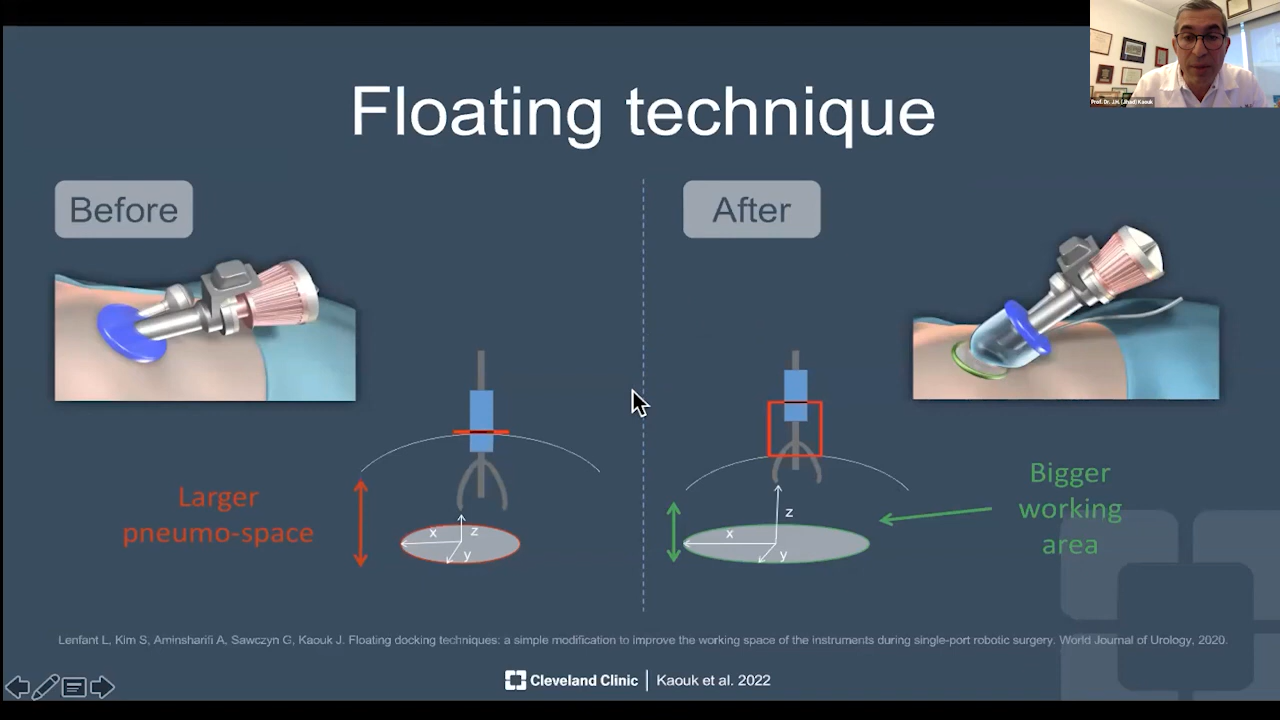 Prof. Dr. J.H. (Jihad) Kaouk
Floating technique
Before
After
Larger
pneumo-space
x
z
y
x
z
y
Bigger
working
area
Lenfant L, Kim S, Aminsharifi A, Sawczyn G, Kaouk J. Floating docking techniques: a simple modification to improve the working space of the instruments during single-port robotic surgery. World Journal of Urology, 2020.
Cleveland Clinic | Kaouk et al. 2022